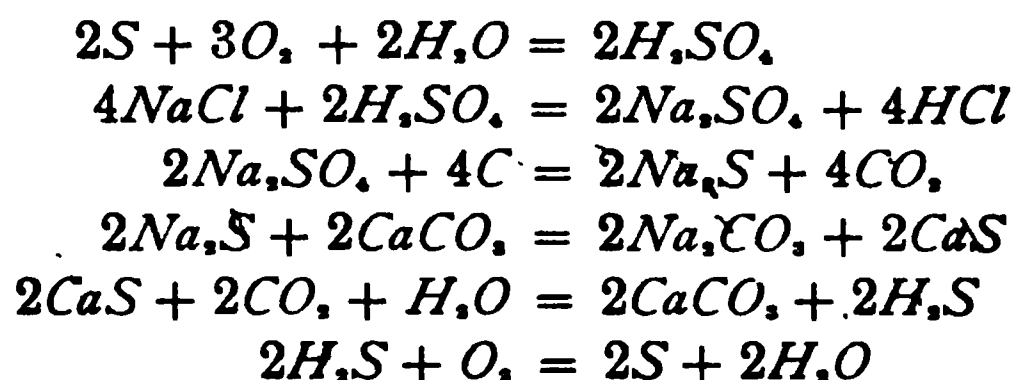 2S + 3O₂ + 2H₂O = 2H₂SO₄
4NaCl + 2H₂SO₄ = 2Na₂SO₄ + 4HCl
2Na₂SO₄ + 4C = 2Na₂S + 4CO₂
2Na₂S + 2CaCO₃ = 2Na₂CO₃ + 2CaS
2CaS + 2CO₂ + H₂O = 2CaCO₃ + 2H₂S
2H₂S + O₂ = 2S + 2H₂O